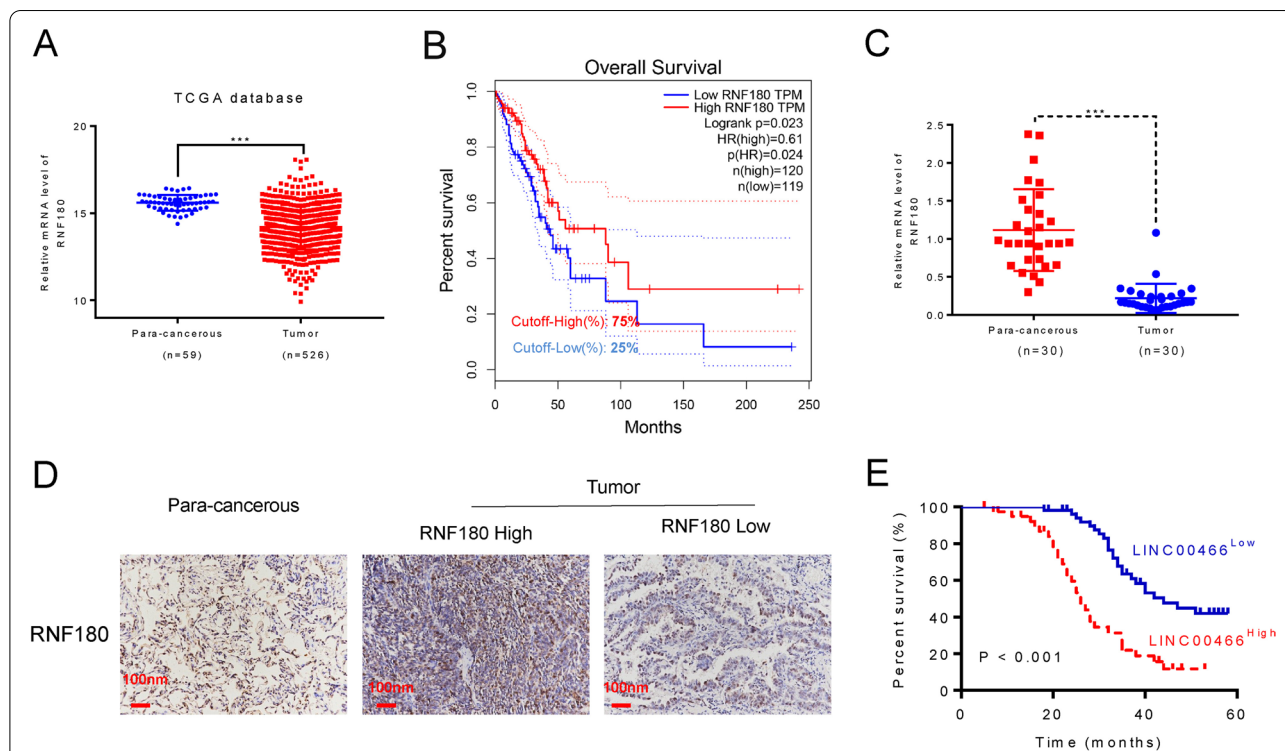 A
TCGA database
***
Relative mRNA level of
RNF180
20
15
10
Para-cancerous
(n=59)
Tumor
(n=526)
B
Overall Survival
Low RNF180 TPM
High RNF180 TPM
Logrank p=0.023
HR(high)=0.61
p(HR)=0.024
n(high)=120
n(low)=119
Percent survival
1.0
0.8
0.6
0.4
0.2
0.0
Cutoff-High(%): 75%
Cutoff-Low(%): 25%
0 50 100 150 200 250
Months
C
***
Relative mRNA level of
RNF180
2.5
2.0
1.5
1.0
0.5
0.0
Para-cancerous
(n=30)
Tumor
(n=30)
D
Para-cancerous
Tumor
RNF180 High
RNF180 Low
RNF180
100nm
100nm
100nm
E
Percent survival (%)
100
80
60
40
20
0
LINC00466Low
LINC00466High
P < 0.001
0 20 40 60
Time (months)